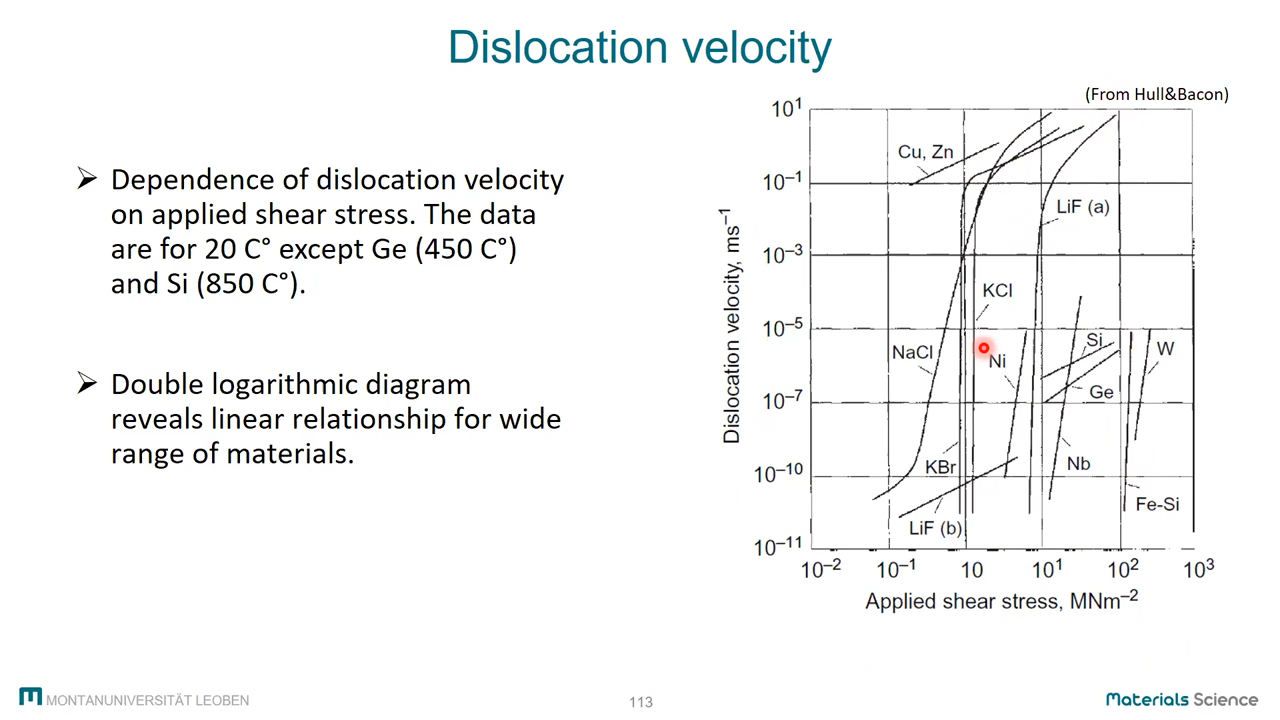 Dislocation velocity
(From Hull&Bacon)
➢ Dependence of dislocation velocity
on applied shear stress. The data
are for 20 C° except Ge (450 C°)
and Si (850 C°).
➢ Double logarithmic diagram
reveals linear relationship for wide
range of materials.
Dislocation velocity, ms⁻¹
10¹
10⁻¹
10⁻³
10⁻⁵
10⁻⁷
10⁻¹⁰
10⁻¹¹
Cu, Zn
LiF (a)
KCl
NaCl
Ni
Si
W
Ge
KBr
Nb
Fe-Si
LiF (b)
10⁻² 10⁻¹ 10 10¹ 10² 10³
Applied shear stress, MNm⁻²
MONTANUNIVERSITÄT LEOBEN
113
Materials Science